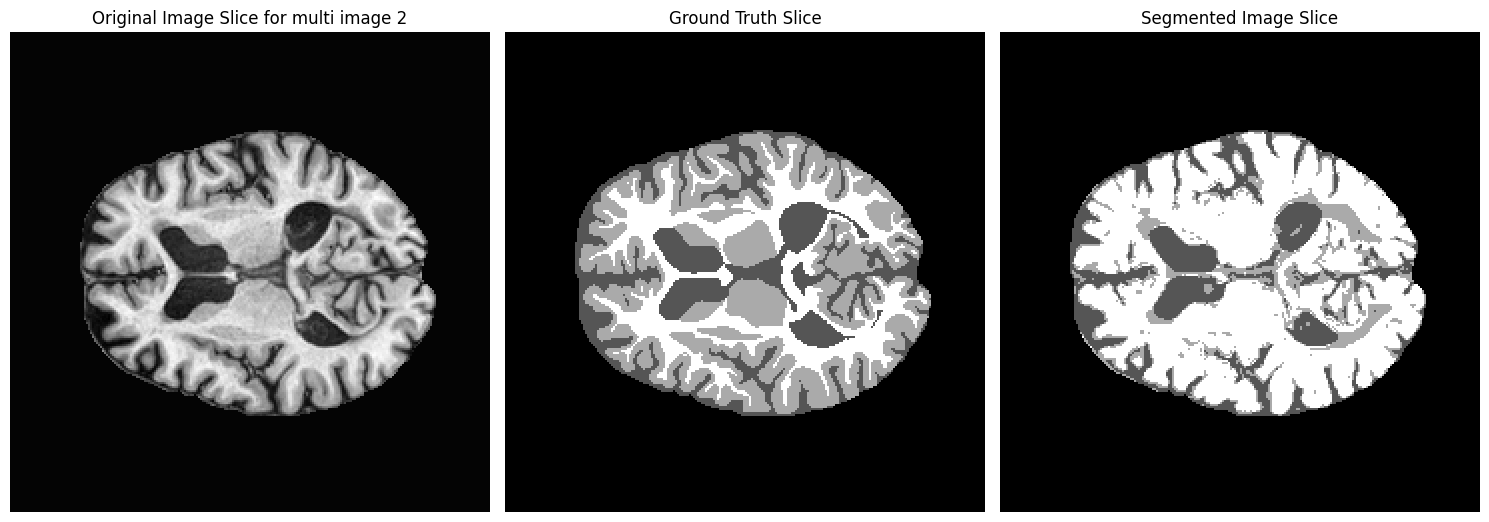 Original Image Slice for multi image 2
Ground Truth Slice
Segmented Image Slice